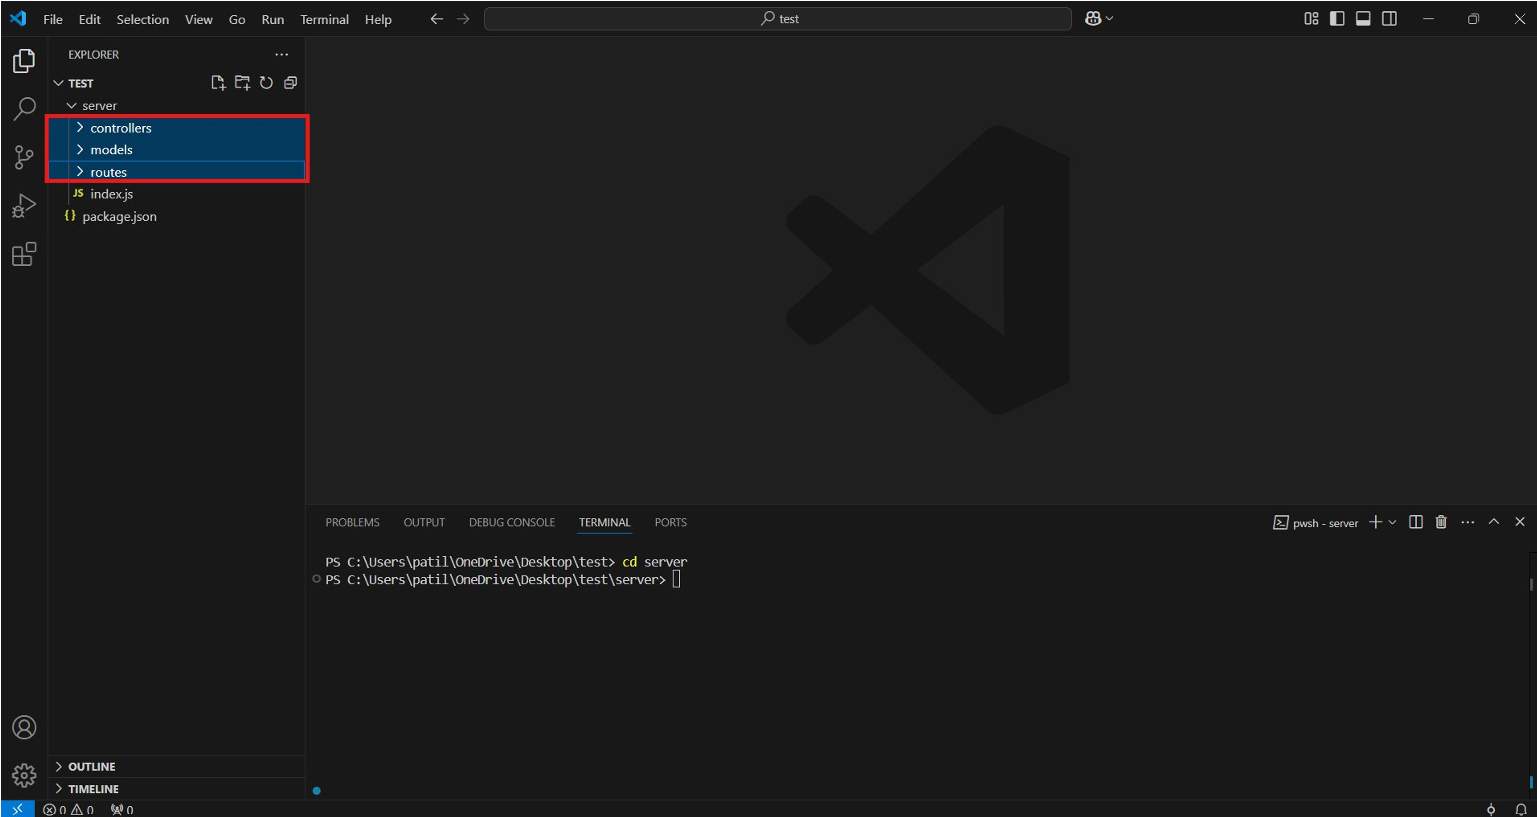 File Edit Selection View Go Run Terminal Help test
EXPLORER
TEST
server
controllers
models
routes
JS index.js
{} package.json
PROBLEMS OUTPUT DEBUG CONSOLE TERMINAL PORTS pwsh - server
PS C:\Users\patil\OneDrive\Desktop\test> cd server
PS C:\Users\patil\OneDrive\Desktop\test\server>
OUTLINE
TIMELINE
0 0 0